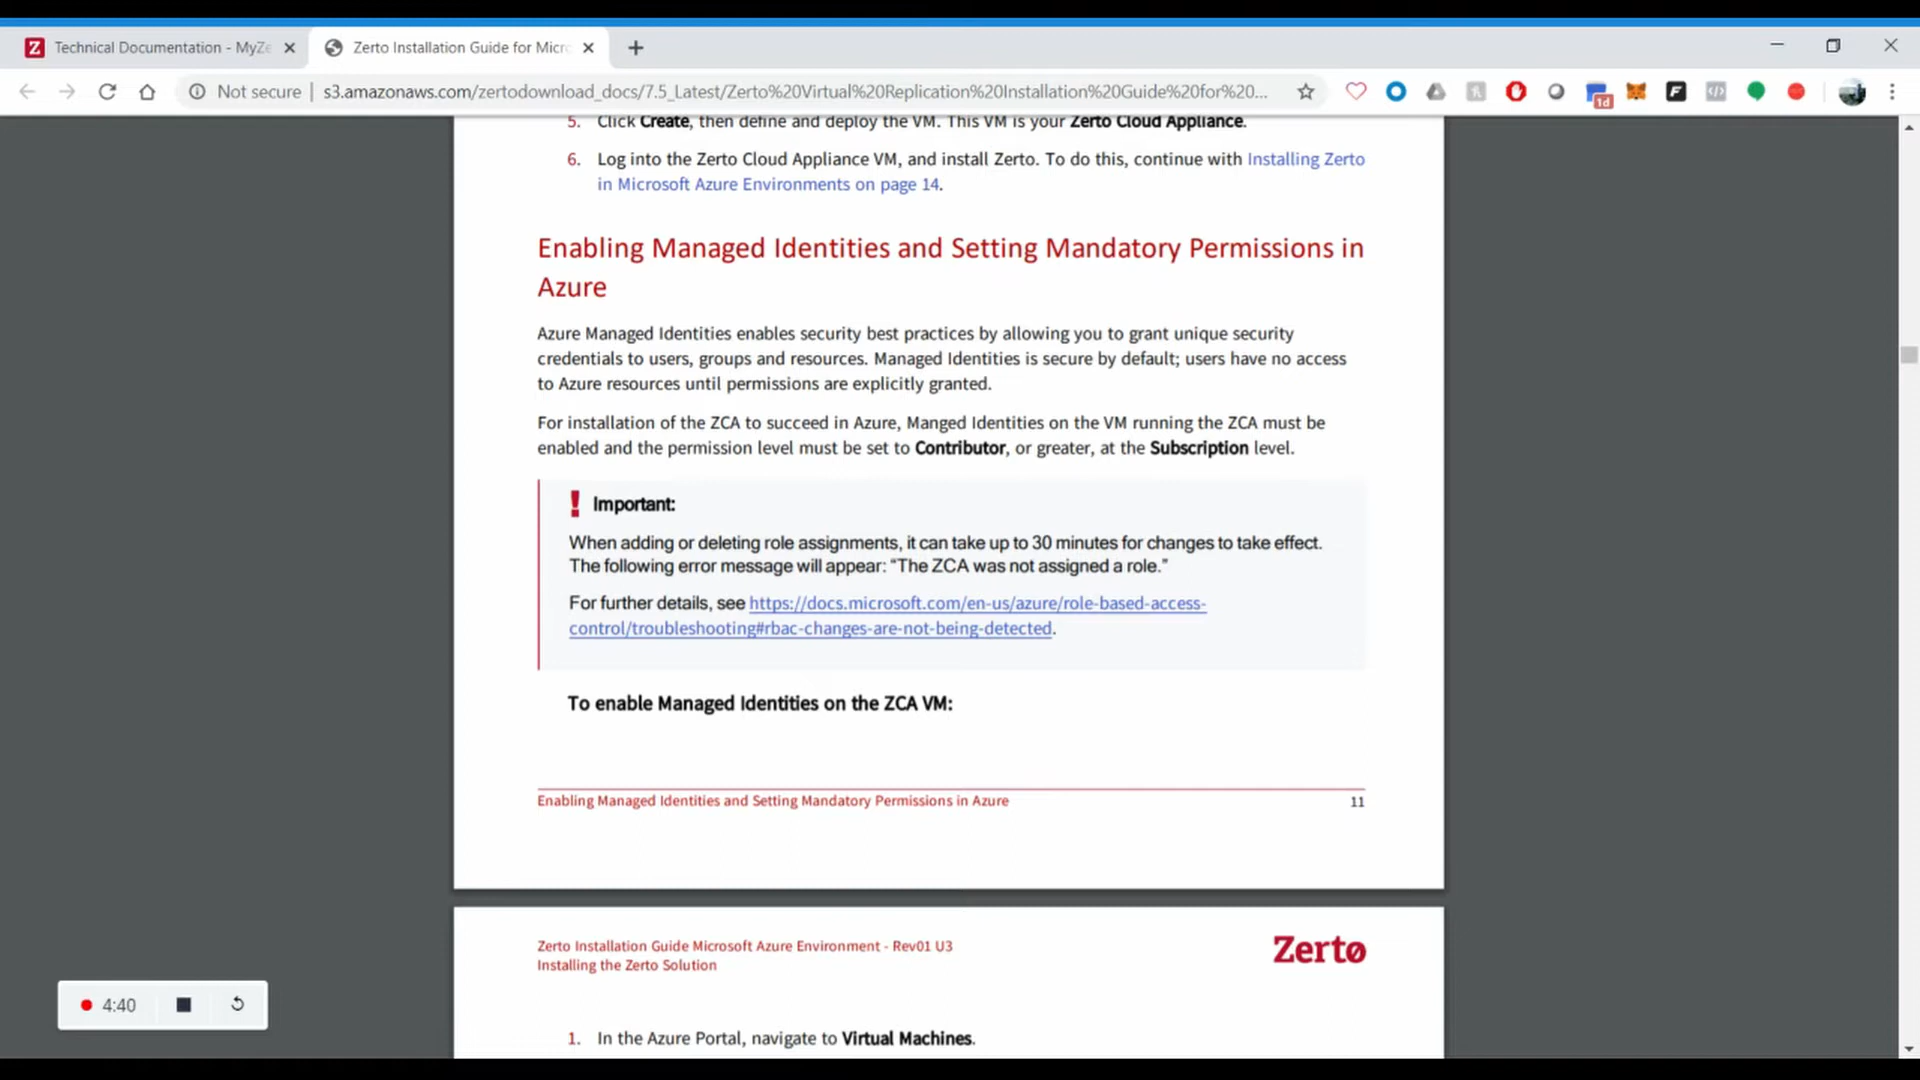 Technical Documentation - MyZe
Zerto Installation Guide for Micro
Not secure
s3.amazonaws.com/zertodownload_docs/7.5_Latest/Zerto%20Virtual%20Replication%20Installation%20Guide%20for%20...
1d
5. Click Create, then define and deploy the VM. This VM is your Zerto Cloud Appliance.
6. Log into the Zerto Cloud Appliance VM, and install Zerto. To do this, continue with Installing Zerto
in Microsoft Azure Environments on page 14.
Enabling Managed Identities and Setting Mandatory Permissions in
Azure
Azure Managed Identities enables security best practices by allowing you to grant unique security
credentials to users, groups and resources. Managed Identities is secure by default; users have no access
to Azure resources until permissions are explicitly granted.
For installation of the ZCA to succeed in Azure, Manged Identities on the VM running the ZCA must be
enabled and the permission level must be set to Contributor, or greater, at the Subscription level.
! Important:
When adding or deleting role assignments, it can take up to 30 minutes for changes to take effect.
The following error message will appear: “The ZCA was not assigned a role.”
For further details, see https://docs.microsoft.com/en-us/azure/role-based-access-
control/troubleshooting#rbac-changes-are-not-being-detected.
To enable Managed Identities on the ZCA VM:
Enabling Managed Identities and Setting Mandatory Permissions in Azure 11
Zerto Installation Guide Microsoft Azure Environment - Rev01 U3
Installing the Zerto Solution
Zerto
4:40
1. In the Azure Portal, navigate to Virtual Machines.